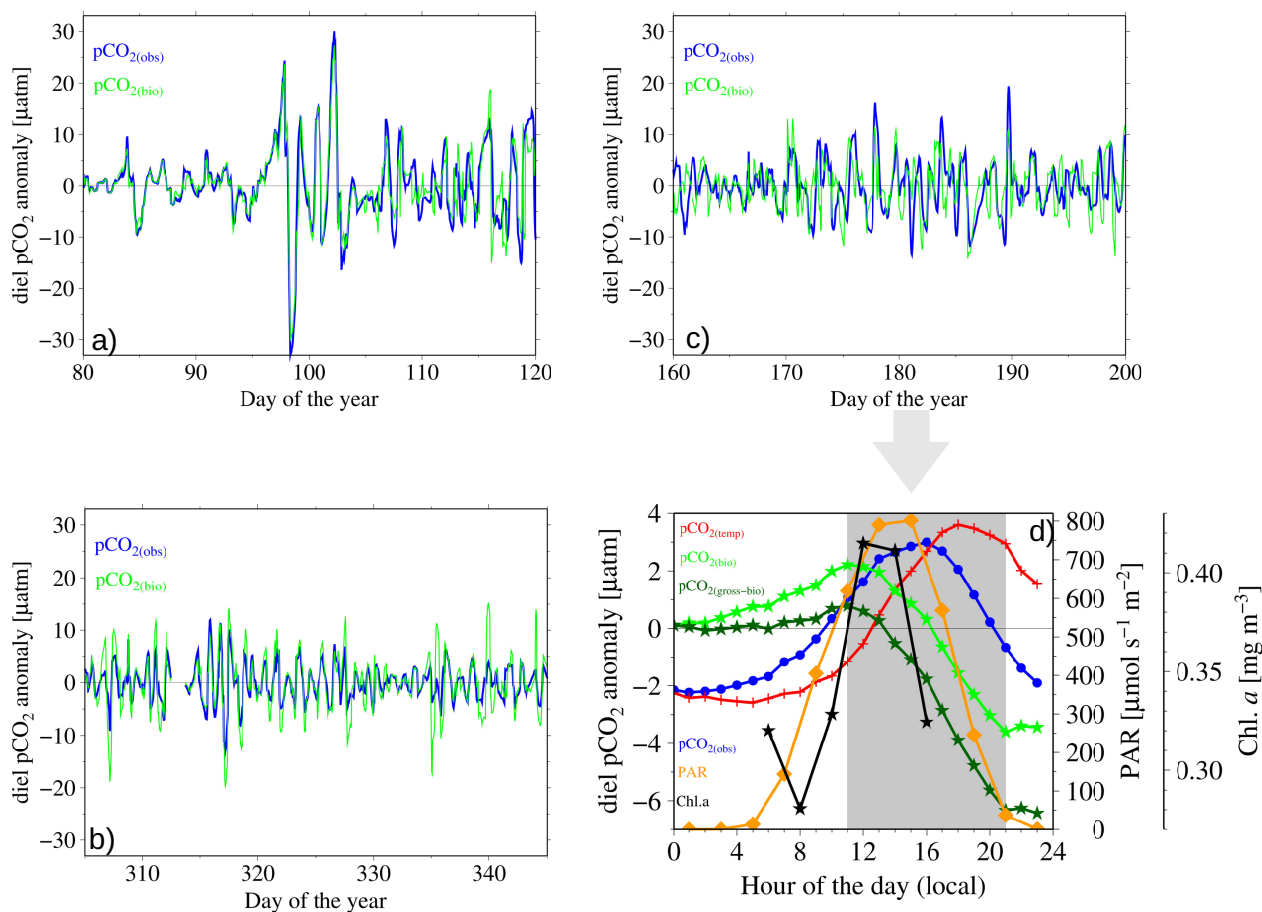 30
20
10
0
−10
−20
−30
diel pCO2 anomaly [µatm]
pCO2(obs)
pCO2(bio)
a)
80 90 100 110 120
Day of the year
30
20
10
0
−10
−20
−30
diel pCO2 anomaly [µatm]
pCO2(obs)
pCO2(bio)
c)
160 170 180 190 200
Day of the year
30
20
10
0
−10
−20
−30
diel pCO2 anomaly [µatm]
pCO2(obs)
pCO2(bio)
b)
310 320 330 340
Day of the year
4
2
0
−2
−4
−6
diel pCO2 anomaly [µatm]
pCO2(temp)
pCO2(bio)
pCO2(gross−bio)
pCO2(obs)
PAR
Chl.a
d)
0 4 8 12 16 20 24
Hour of the day (local)
800
700
600
500
400
300
200
100
0
PAR [µmol s−1 m−2]
0.40
0.35
0.30
Chl. a [mg m−3]